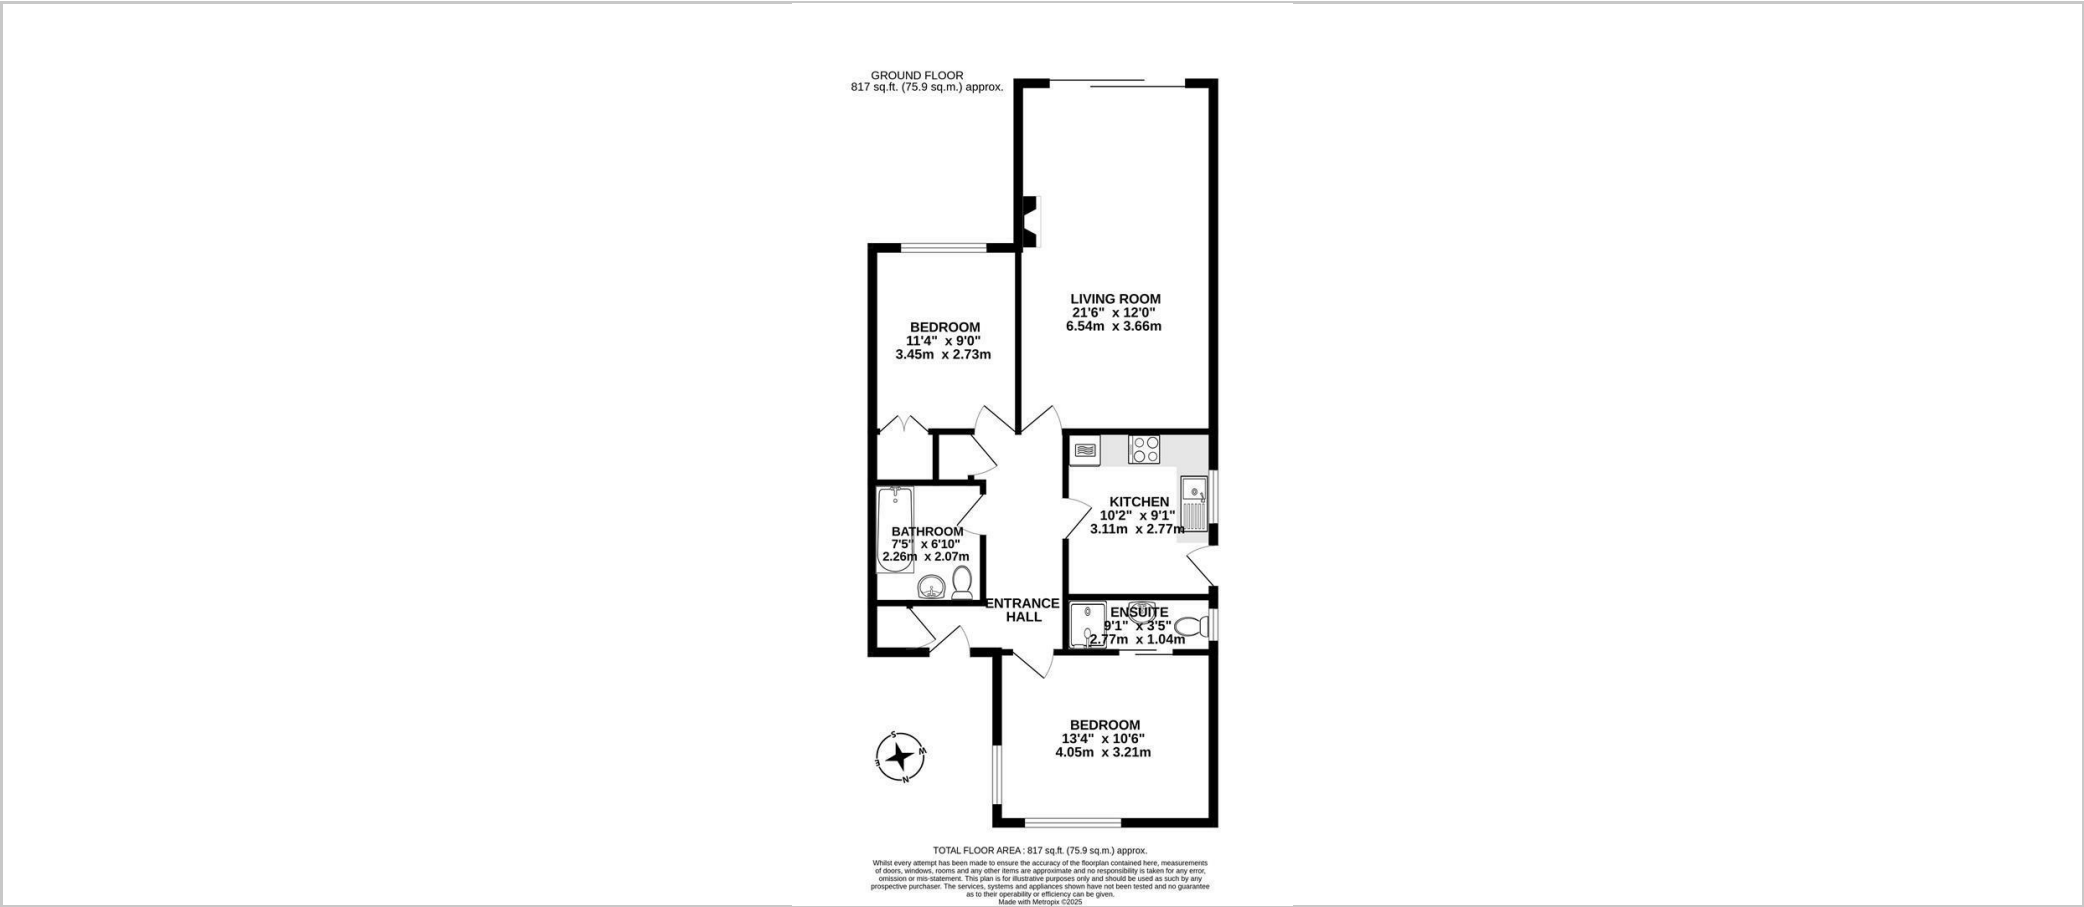 GROUND FLOOR
817 sq.ft. (75.9 sq.m.) approx.
LIVING ROOM
21'6" x 12'0"
6.54m x 3.66m
BEDROOM
11'4" x 9'0"
3.45m x 2.73m
KITCHEN
10'2" x 9'1"
3.11m x 2.77m
BATHROOM
7'5" x 6'10"
2.26m x 2.07m
ENTRANCE
HALL
ENSUITE
9'1" x 3'5"
2.77m x 1.04m
BEDROOM
13'4" x 10'6"
4.05m x 3.21m
S
W
E
N
TOTAL FLOOR AREA : 817 sq.ft. (75.9 sq.m.) approx.
Whilst every attempt has been made to ensure the accuracy of the floorplan contained here, measurements
of doors, windows, rooms and any other items are approximate and no responsibility is taken for any error,
omission or mis-statement. This plan is for illustrative purposes only and should be used as such by any
prospective purchaser. The services, systems and appliances shown have not been tested and no guarantee
as to their operability or efficiency can be given.
Made with Metropix ©2025